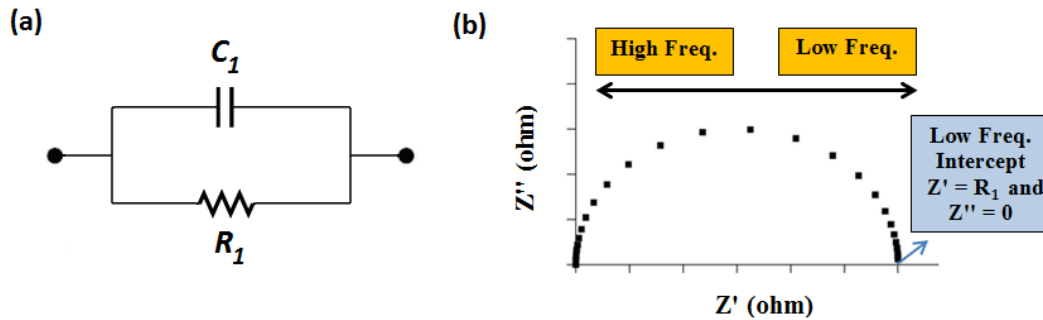 (a)
C1
R1
(b)
High Freq.
Low Freq.
Low Freq.
Intercept
Z' = R1 and
Z'' = 0
Z'' (ohm)
Z' (ohm)